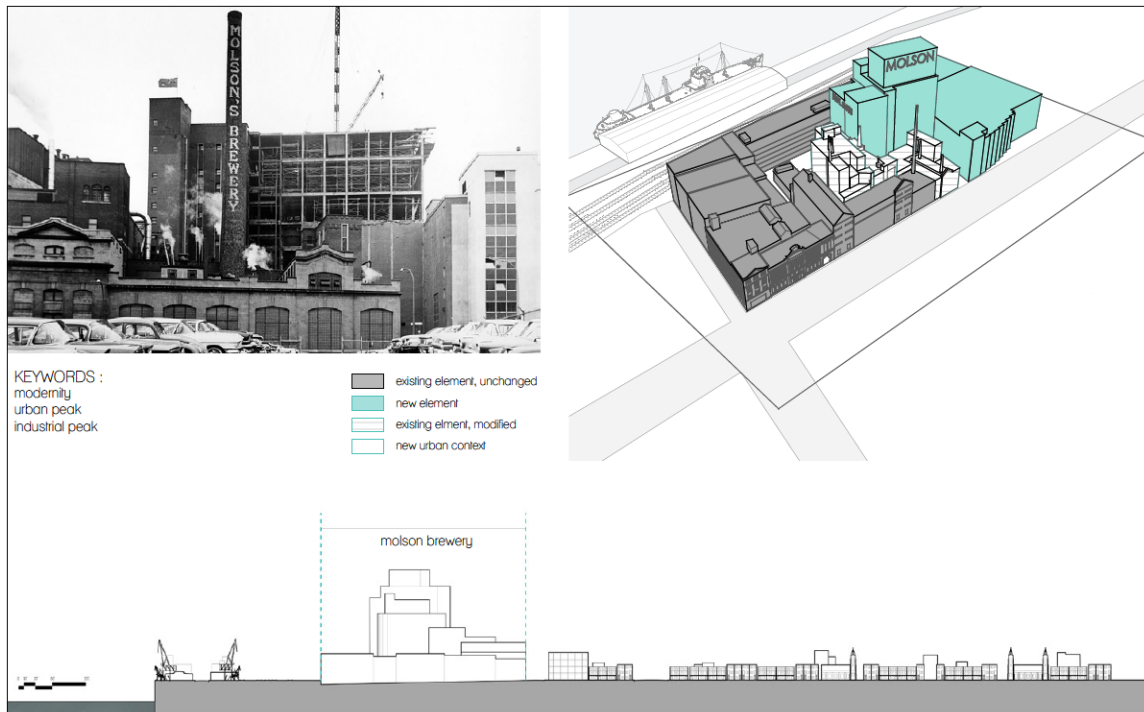 MOLSON'S BREWERY
MOLSON
KEYWORDS :
modernity
urban peak
industrial peak
existing element, unchanged
new element
existing elment, modified
new urban context
molson brewery